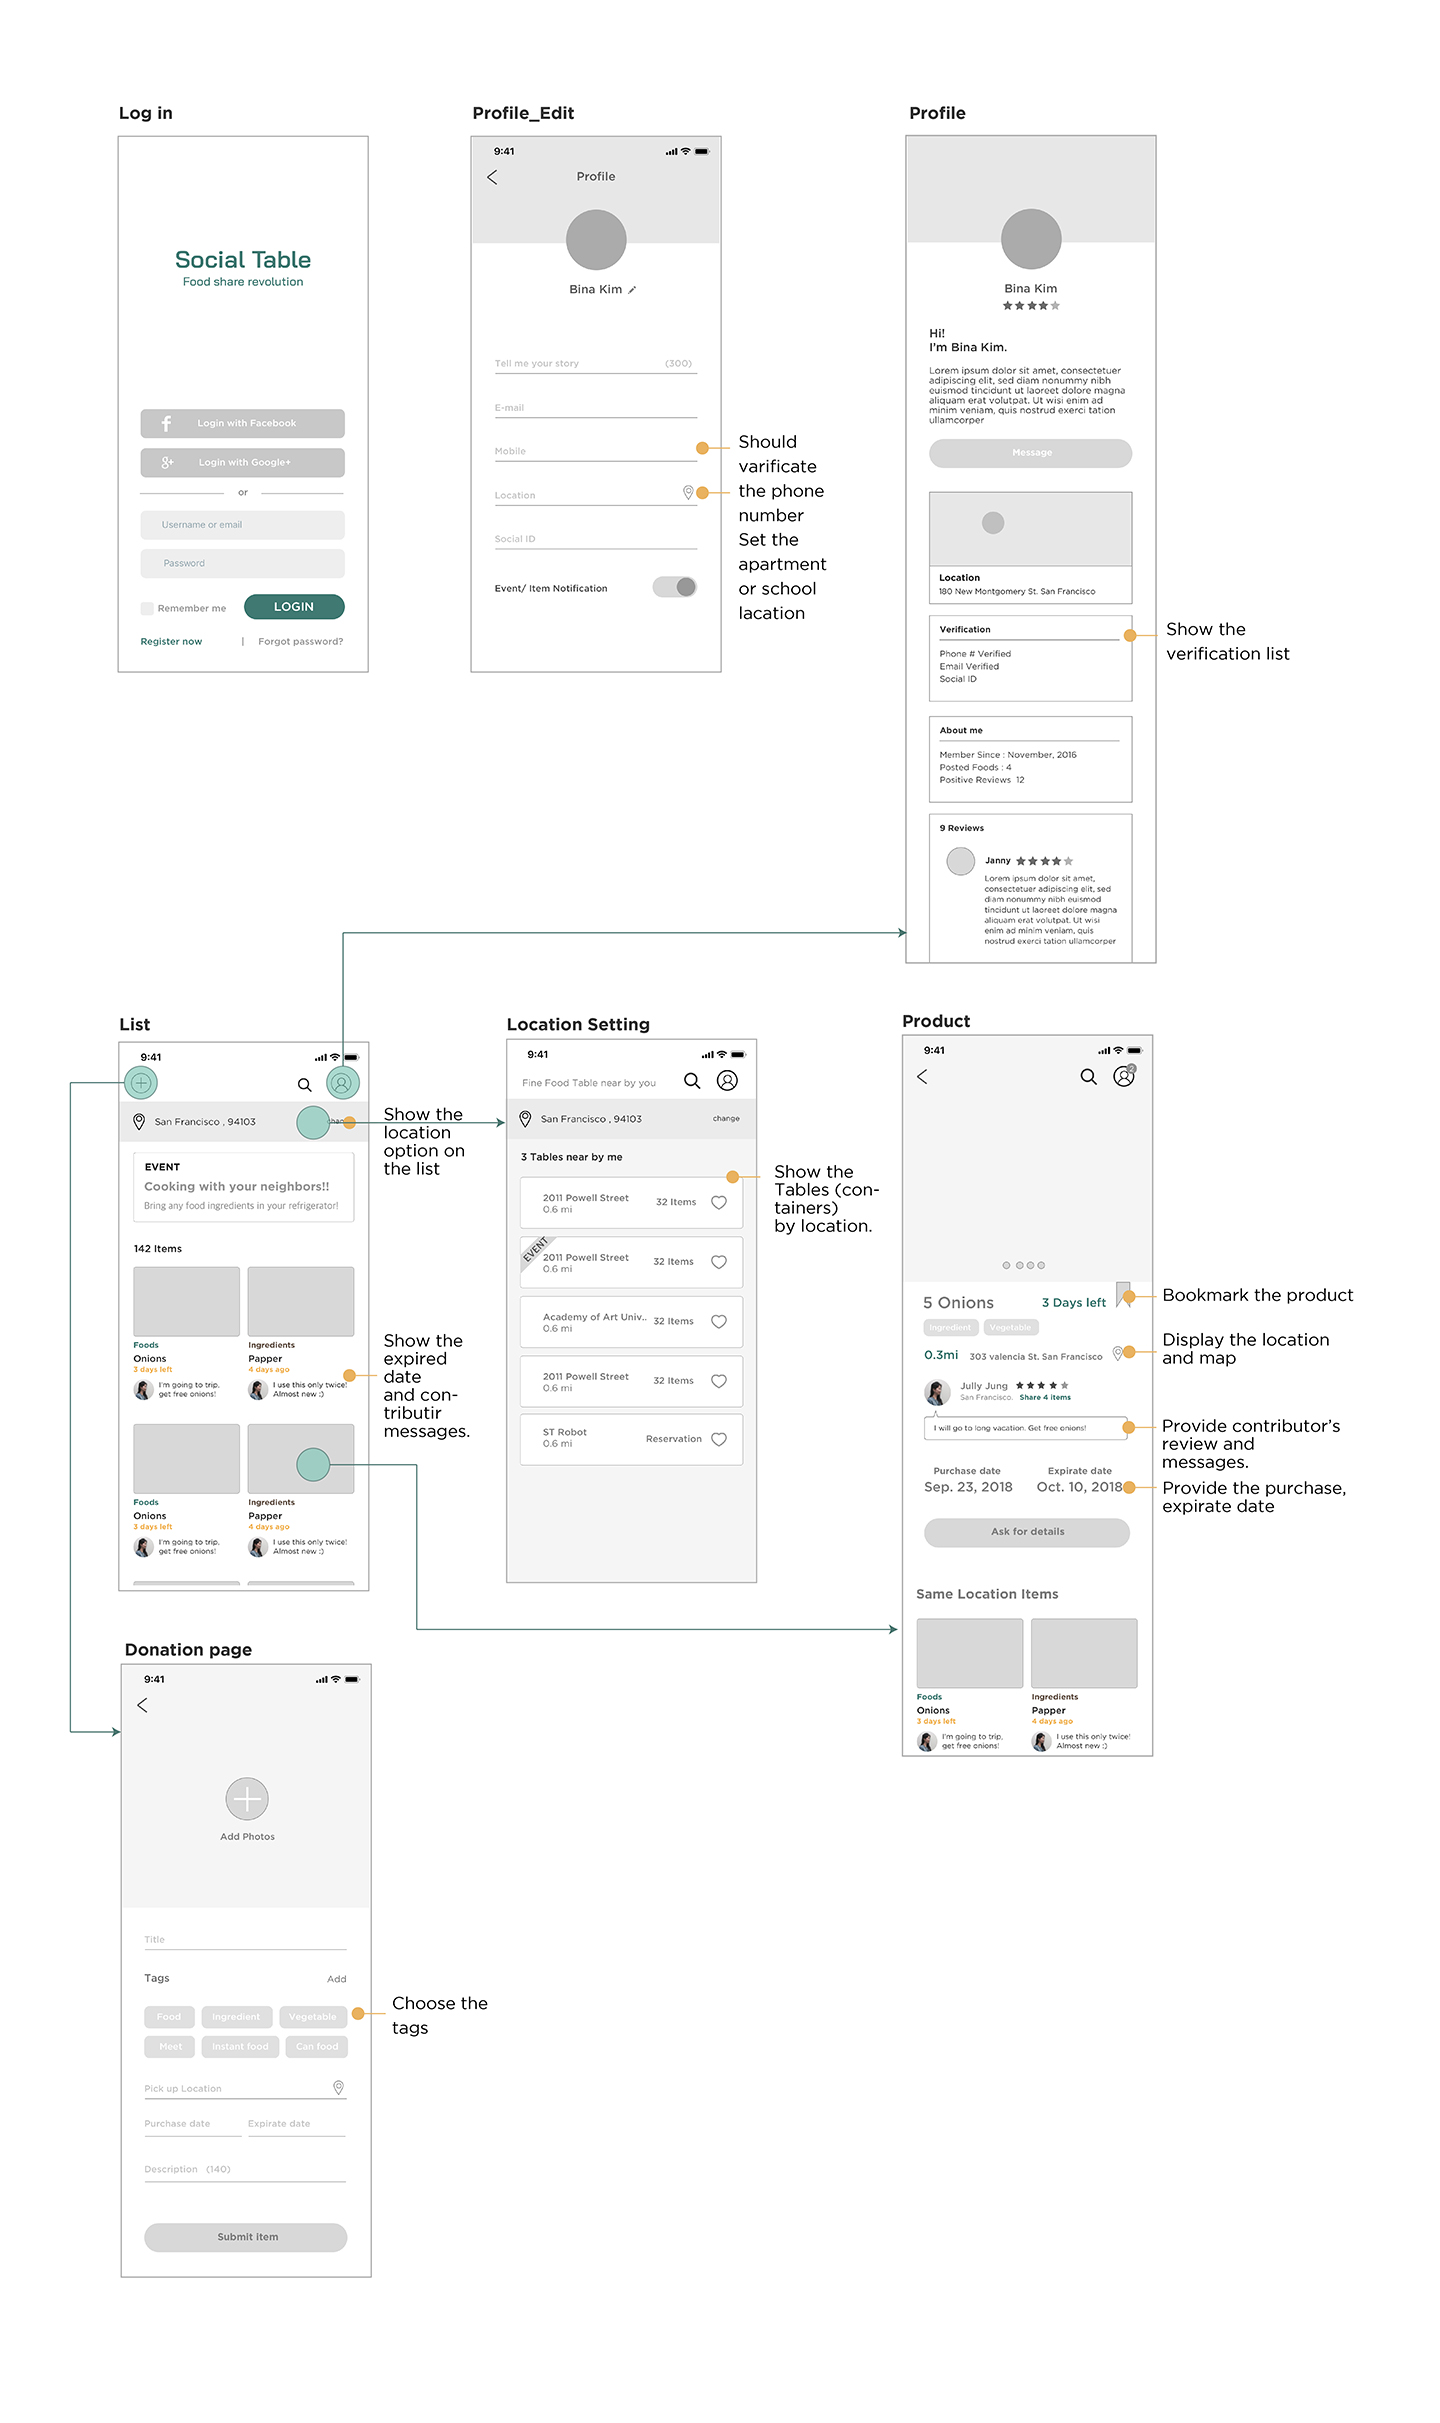 Log in
Social Table
Food share revolution
Login with Facebook
Login with Google+
or
Username or email
Password
Remember me
LOGIN
Register now | Forgot password?
Profile_Edit
9:41
Profile
Bina Kim
Tell me your story (300)
E-mail
Mobile
Location
Social ID
Event/ Item Notification
Should
varificate
the phone
number
Set the
apartment
or school
lacation
Profile
Bina Kim
Hi!
I'm Bina Kim.
Lorem ipsum dolor sit amet, consectetuer
adipiscing elit, sed diam nonummy nibh
euismod tincidunt ut laoreet dolore magna
aliquam erat volutpat. Ut wisi enim ad
minim veniam, quis nostrud exerci tation
ullamcorper
Message
Location
180 New Montgomery St. San Francisco
Verification
Phone # Verified
Email Verified
Social ID
Show the
verification list
About me
Member Since : November, 2016
Posted Foods : 4
Positive Reviews 12
9 Reviews
Janny
Lorem ipsum dolor sit amet,
consectetuer adipiscing elit, sed
diam nonummy nibh euismod
tincidunt ut laoreet dolore magna
aliquam erat volutpat. Ut wisi
enim ad minim veniam, quis
nostrud exerci tation ullamcorper
List
9:41
San Francisco , 94103
change
Show the
location
option on
the list
EVENT
Cooking with your neighbors!!
Bring any food ingredients in your refrigerator!
142 Items
Foods
Onions
3 days left
I'm going to trip,
get free onions!
Ingredients
Papper
4 days ago
I use this only twice!
Almost new :)
Show the
expired
date
and con-
tributir
messages.
Foods
Onions
3 days left
I'm going to trip,
get free onions!
Ingredients
Papper
4 days ago
I use this only twice!
Almost new :)
Location Setting
9:41
Fine Food Table near by you
San Francisco , 94103
change
3 Tables near by me
2011 Powell Street
0.6 mi
32 Items
EVENT
2011 Powell Street
0.6 mi
32 Items
Academy of Art Univ..
0.6 mi
32 Items
2011 Powell Street
0.6 mi
32 Items
ST Robot
0.6 mi
Reservation
Show the
Tables (con-
tainers)
by location.
Product
9:41
2
5 Onions
3 Days left
Bookmark the product
Ingredient
Vegetable
0.3mi
303 valencia St. San Francisco
Display the location
and map
Jully Jung
San Francisco. Share 4 items
I will go to long vacation. Get free onions!
Provide contributor's
review and
messages.
Purchase date
Sep. 23, 2018
Expirate date
Oct. 10, 2018
Provide the purchase,
expirate date
Ask for details
Same Location Items
Foods
Onions
3 days left
I'm going to trip,
get free onions!
Ingredients
Papper
4 days ago
I use this only twice!
Almost new :)
Donation page
9:41
Add Photos
Title
Tags
Add
Food
Ingredient
Vegetable
Meet
Instant food
Can food
Choose the
tags
Pick up Location
Purchase date
Expirate date
Description (140)
Submit item